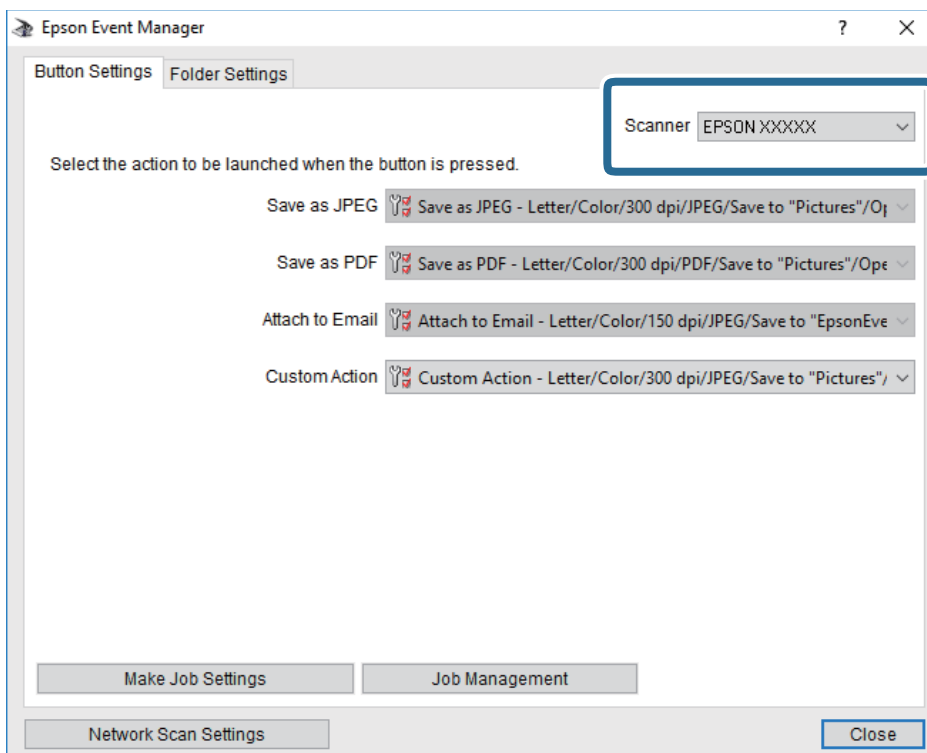 Epson Event Manager
Button Settings Folder Settings
Scanner EPSON XXXXX
Select the action to be launched when the button is pressed.
Save as JPEG Save as JPEG - Letter/Color/300 dpi/JPEG/Save to "Pictures"/Op
Save as PDF Save as PDF - Letter/Color/300 dpi/PDF/Save to "Pictures"/Ope
Attach to Email Attach to Email - Letter/Color/150 dpi/JPEG/Save to "EpsonEve
Custom Action Custom Action - Letter/Color/300 dpi/JPEG/Save to "Pictures"/
Make Job Settings Job Management
Network Scan Settings Close